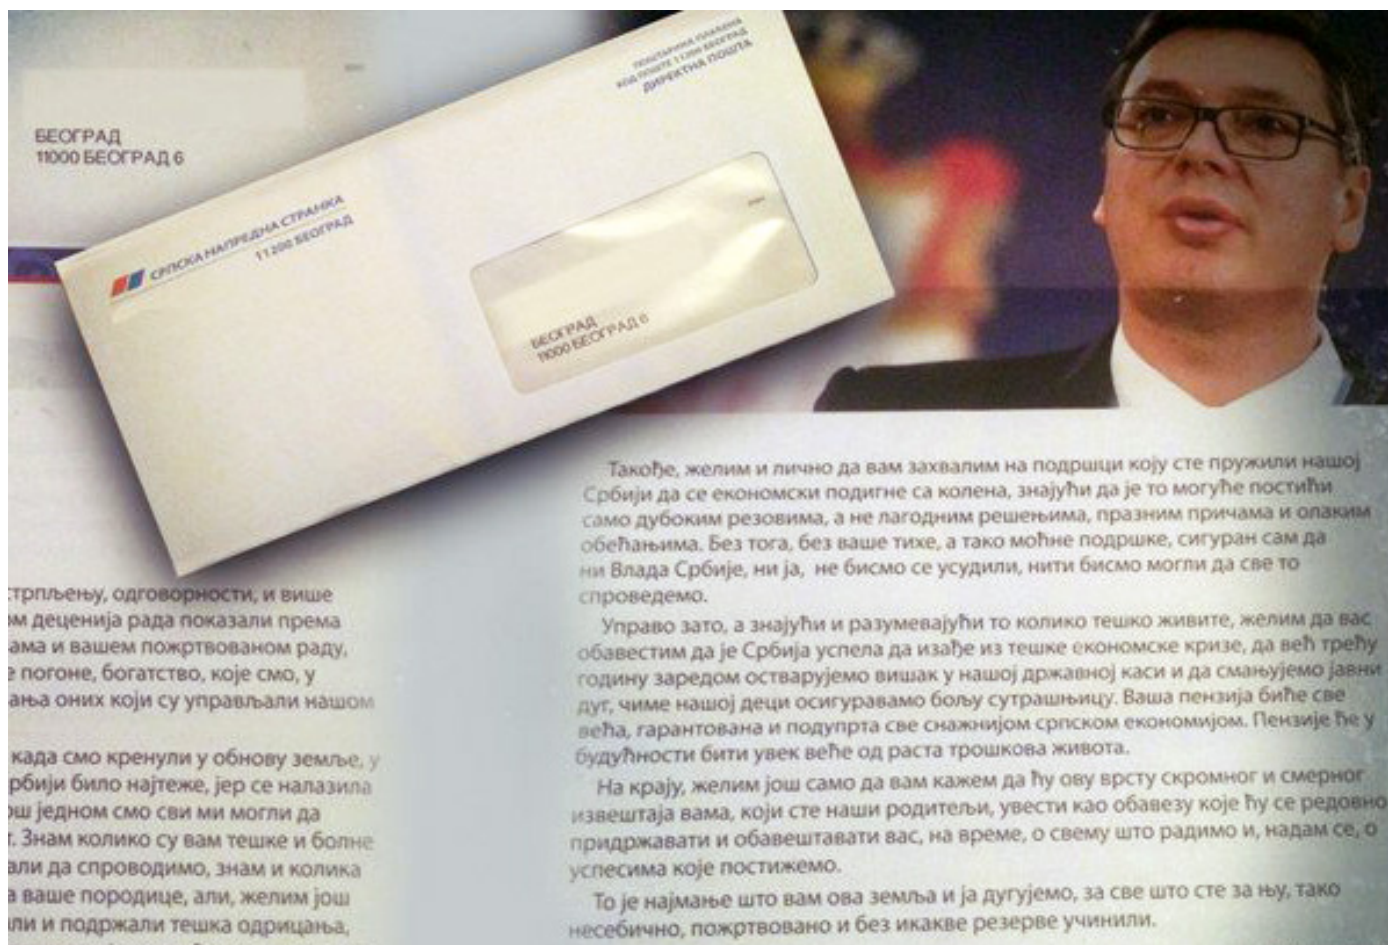 БЕОГРАД
11000 БЕОГРАД 6
ПОШТАРИНА ПЛАЋЕНА
КОД ПОШТЕ 11200 БЕОГРАД
ДИРЕКТНА ПОШТА
СРПСКА НАПРЕДНА СТРАНКА
11200 БЕОГРАД
БЕОГРАД
11000 БЕОГРАД 6
стрпљењу, одговорности, и више
ом деценија рада показали према
ама и вашем пожртвованом раду,
е погоне, богатство, које смо, у
ања оних који су управљали нашом
када смо кренули у обнову земље, у
рбији било најтеже, јер се налазила
ош једном смо сви ми могли да
. Знам колико су вам тешке и болне
али да спроводимо, знам и колика
а ваше породице, али, желим још
ли и подржали тешка одрицања,
Такође, желим и лично да вам захвалим на подршци коју сте пружили нашој
Србији да се економски подигне са колена, знајући да је то могуће постићи
само дубоким резовима, а не лагодним решењима, празним причама и олаким
обећањима. Без тога, без ваше тихе, а тако моћне подршке, сигуран сам да
ни Влада Србије, ни ја, не бисмо се усудили, нити бисмо могли да све то
спроведемо.
Управо зато, а знајући и разумевајући то колико тешко живите, желим да вас
обавестим да је Србија успела да изађе из тешке економске кризе, да већ трећу
годину заредом остварујемо вишак у нашој државној каси и да смањујемо јавни
дуг, чиме нашој деци осигуравамо бољу сутрашњицу. Ваша пензија биће све
већа, гарантована и подупрта све снажнијом српском економијом. Пензије ће у
будућности бити увек веће од раста трошкова живота.
На крају, желим још само да вам кажем да ћу ову врсту скромног и смерног
извештаја вама, који сте наши родитељи, увести као обавезу које ћу се редовно
придржавати и обавештавати вас, на време, о свему што радимо и, надам се, о
успесима које постижемо.
То је најмање што вам ова земља и ја дугујемо, за све што сте за њу, тако
несебично, пожртвовано и без икакве резерве учинили.